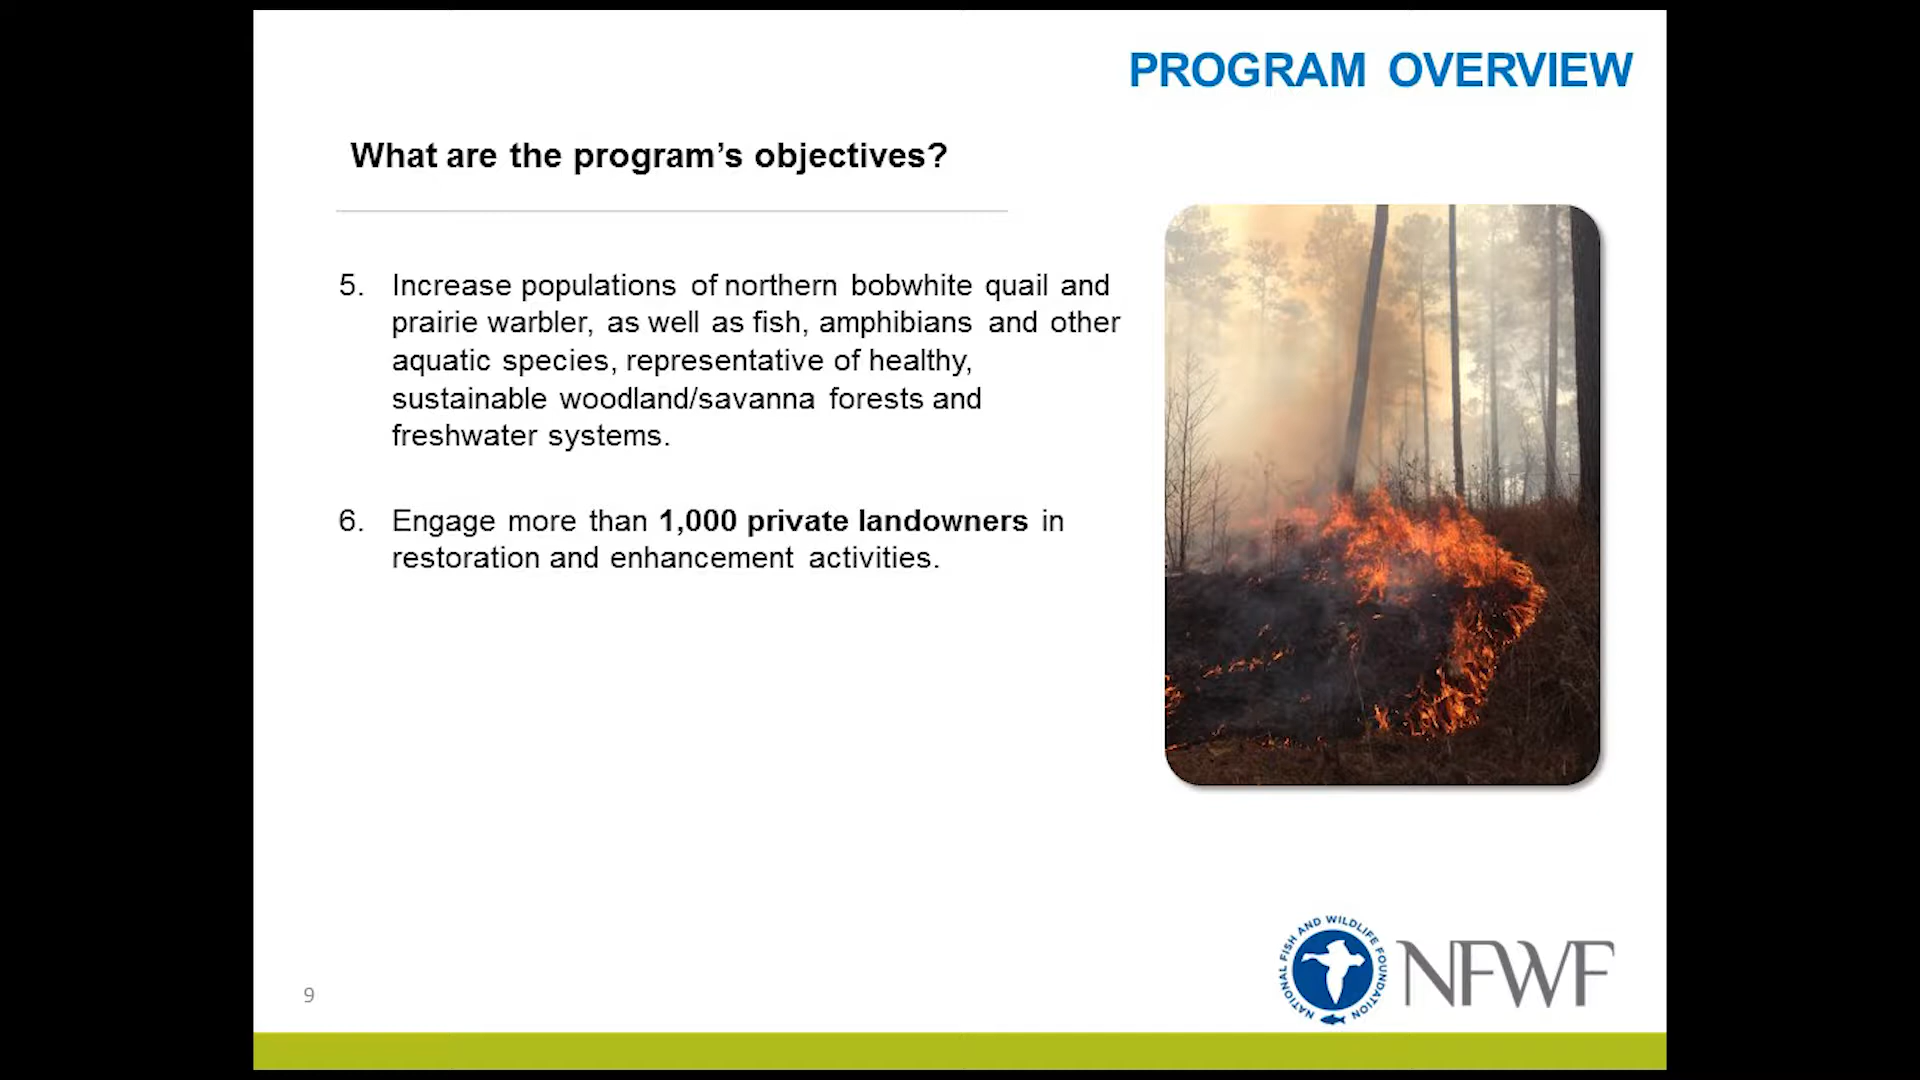 PROGRAM OVERVIEW
What are the program’s objectives?
5. Increase populations of northern bobwhite quail and
prairie warbler, as well as fish, amphibians and other
aquatic species, representative of healthy,
sustainable woodland/savanna forests and
freshwater systems.
6. Engage more than 1,000 private landowners in
restoration and enhancement activities.
NATIONAL FISH AND WILDLIFE FOUNDATION
NFWF
9